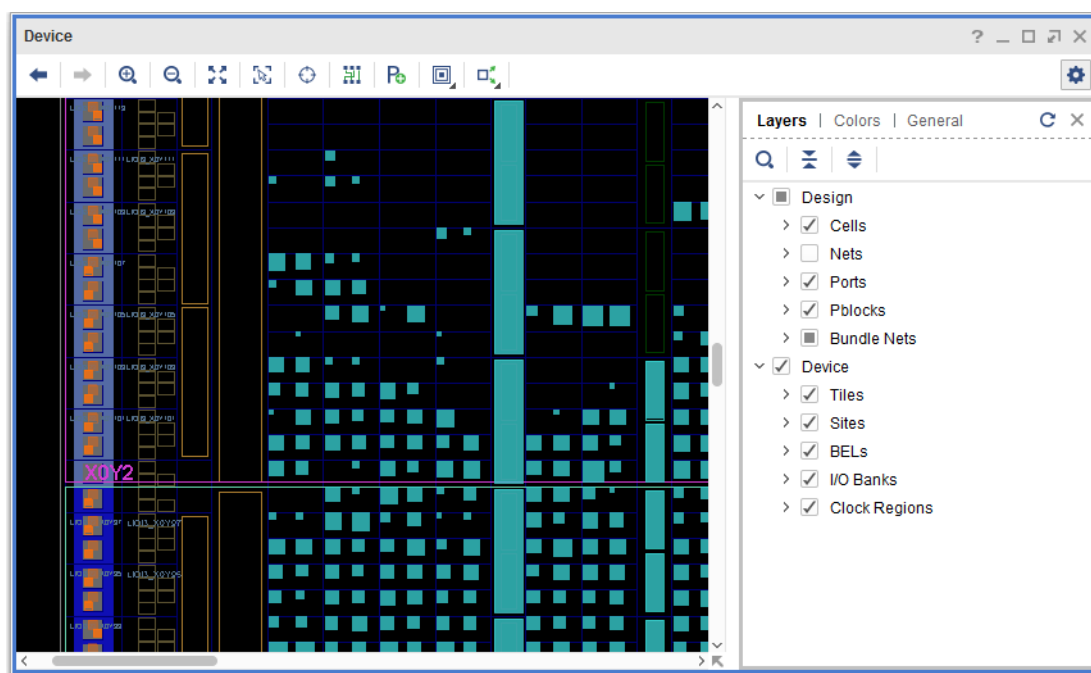 Device
Layers | Colors | General
Design
Cells
Nets
Ports
Pblocks
Bundle Nets
Device
Tiles
Sites
BELs
I/O Banks
Clock Regions
X0Y2